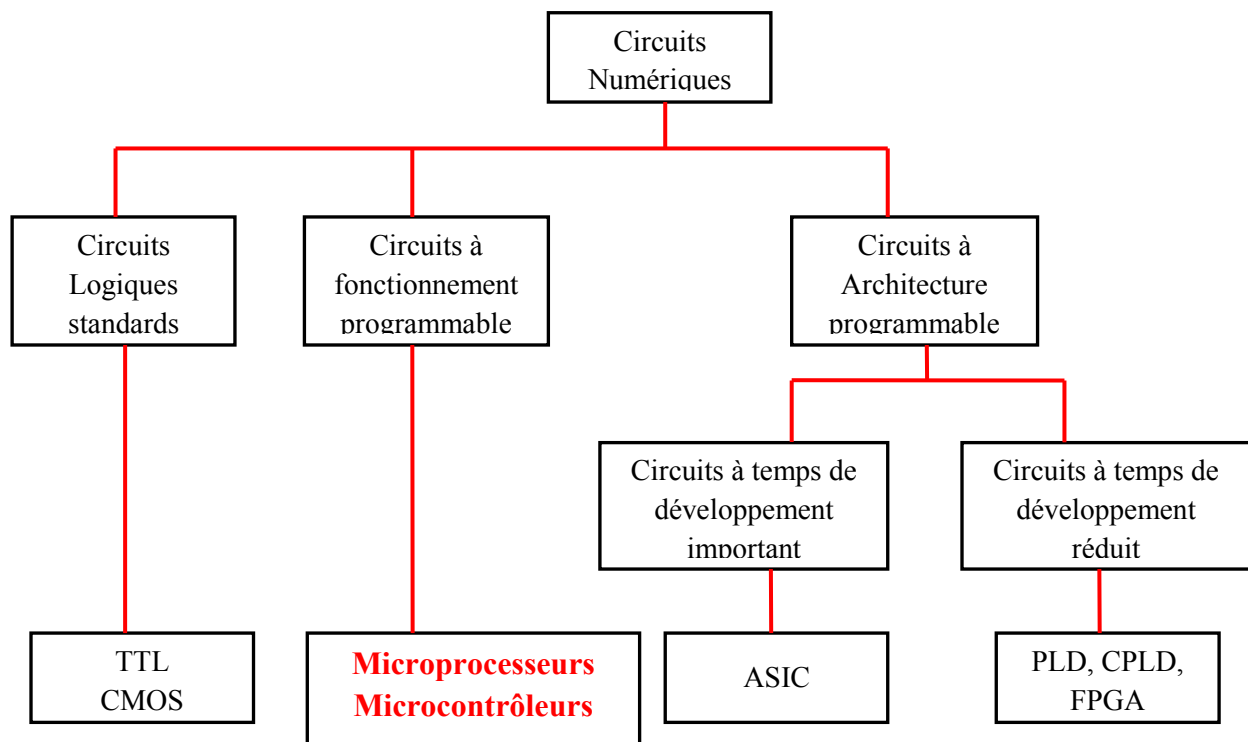 Circuits
Numériques
Circuits
Logiques
standards
Circuits à
fonctionnement
programmable
Circuits à
Architecture
programmable
Circuits à temps de
développement
important
Circuits à temps de
développement
réduit
TTL
CMOS
Microprocesseurs
Microcontrôleurs
ASIC
PLD, CPLD,
FPGA